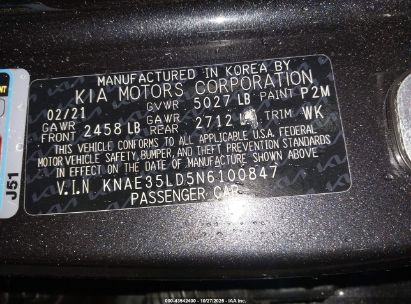 MANUFACTURED IN KOREA BY
KIA MOTORS CORPORATION
02/21 GVWR 5027 LB PAINT P2M
GAWR FRONT 2458 LB GAWR REAR 2712 LB TRIM WK
THIS VEHICLE CONFORMS TO ALL APPLICABLE U.S. FEDERAL
MOTOR VEHICLE SAFETY, BUMPER, AND THEFT PREVENTION STANDARDS
IN EFFECT ON THE DATE OF MANUFACTURE SHOWN ABOVE.
V.I.N KNAE35LD5N6100847
PASSENGER CAR
J51